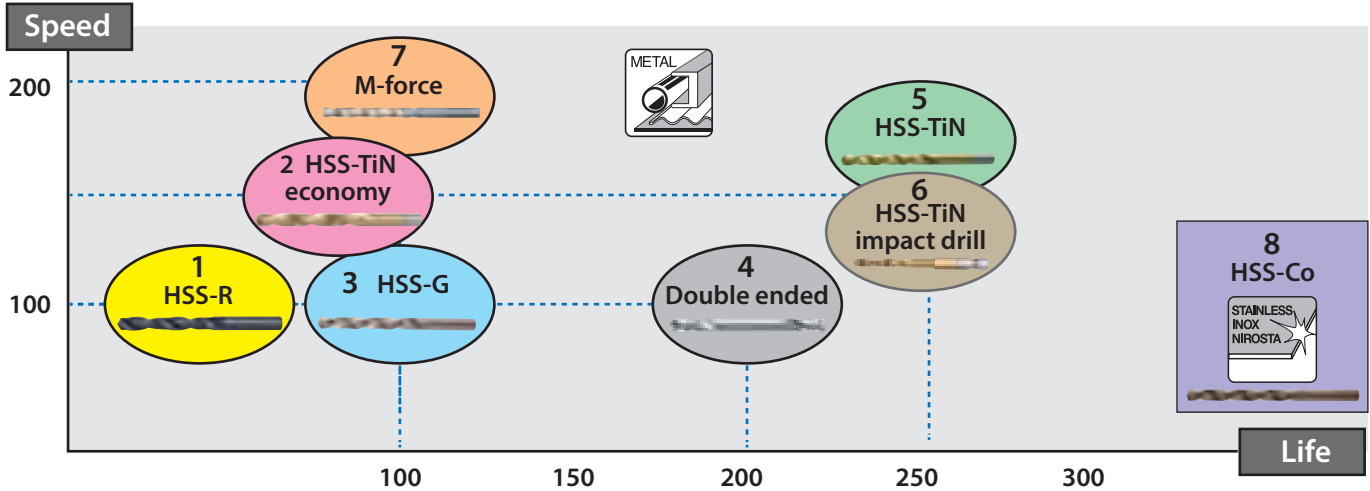 Speed
200
100
7
M-force
METAL
5
HSS-TiN
2 HSS-TiN
economy
6
HSS-TiN
impact drill
1
HSS-R
3 HSS-G
4
Double ended
8
HSS-Co
STAINLESS
INOX
NIROSTA
100 150 200 250 300
Life